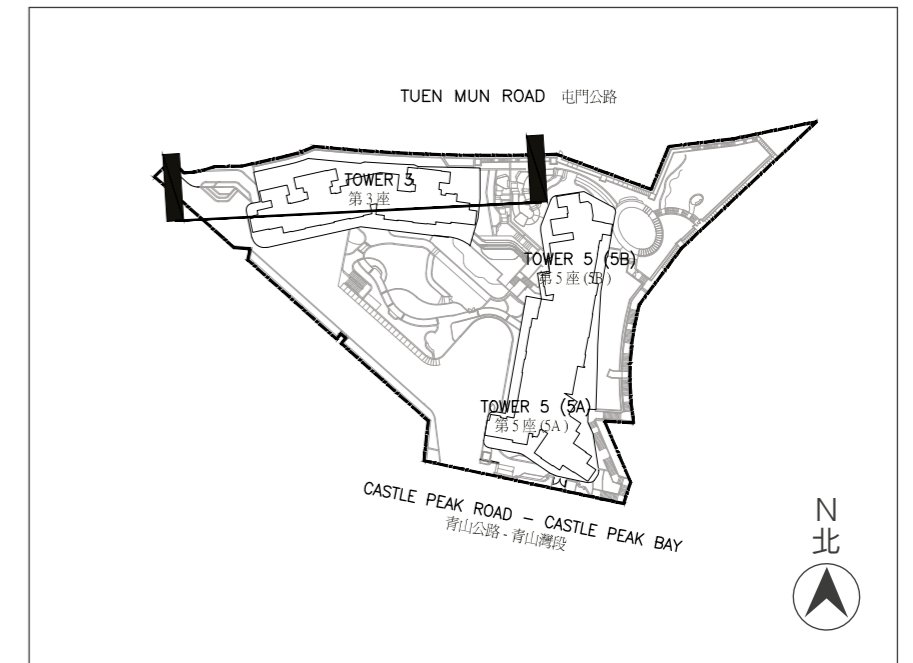 TUEN MUN ROAD 屯門公路
TOWER 3
第 3 座
TOWER 5 (5B)
第 5 座 (5B)
TOWER 5 (5A)
第 5 座 (5A )
CASTLE PEAK ROAD – CASTLE PEAK BAY
青山公路 - 青山灣段
N
北